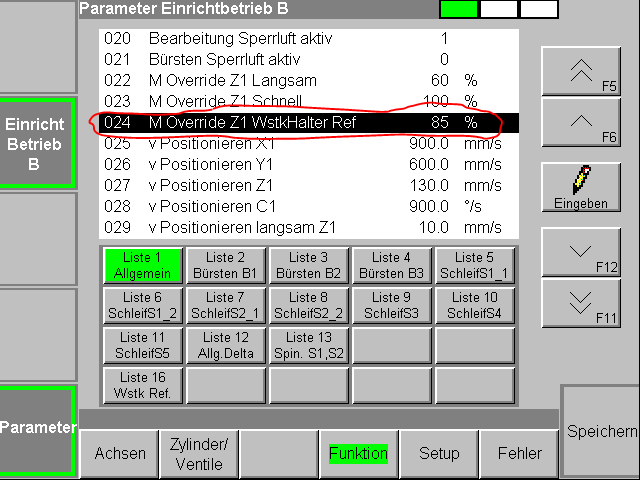 Parameter Einrichtbetrieb B
020 Bearbeitung Sperrluft aktiv 1
021 Bürsten Sperrluft aktiv 0
022 M Override Z1 Langsam 60 %
023 M Override Z1 Schnell 100 %
024 M Override Z1 WstkHalter Ref 85 %
025 v Positionieren X1 900.0 mm/s
026 v Positionieren Y1 600.0 mm/s
027 v Positionieren Z1 130.0 mm/s
028 v Positionieren C1 900.0 °/s
029 v Positionieren langsam Z1 10.0 mm/s
F5
F6
Eingeben
F12
F11
Einricht
Betrieb
B
Liste 1 Liste 2 Liste 3 Liste 4 Liste 5
Allgemein Bürsten B1 Bürsten B2 Bürsten B3 SchleifS1_1
Liste 6 Liste 7 Liste 8 Liste 9 Liste 10
SchleifS1_2 SchleifS2_1 SchleifS2_2 SchleifS3 SchleifS4
Liste 11 Liste 12 Liste 13
SchleifS5 Allg.Delta Spin. S1,S2
Liste 16
Wstk Ref.
Parameter
Achsen
Zylinder/
Ventile
Funktion
Setup
Fehler
Speichern